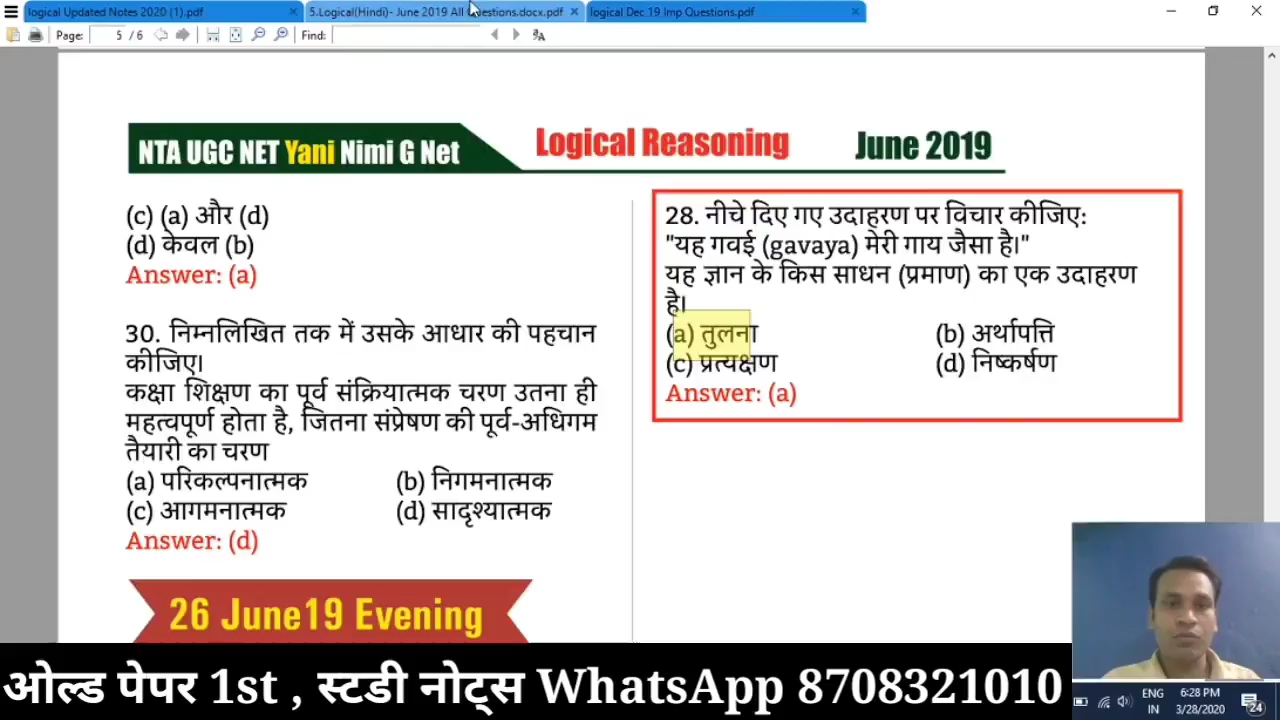 logical Updated Notes 2020 (1).pdf
5.Logical(Hindi)- June 2019 All Questions.docx.pdf
logical Dec 19 Imp Questions.pdf
Page: 5 / 6 Find:
NTA UGC NET Yani Nimi G Net
Logical Reasoning
June 2019
(c) (a) और (d)
(d) केवल (b)
Answer: (a)
30. निम्नलिखित तक में उसके आधार की पहचान
कीजिए।
कक्षा शिक्षण का पूर्व संक्रियात्मक चरण उतना ही
महत्वपूर्ण होता है, जितना संप्रेषण की पूर्व-अधिगम
तैयारी का चरण
(a) परिकल्पनात्मक (b) निगमनात्मक
(c) आगमनात्मक (d) सादृश्यात्मक
Answer: (d)
26 June19 Evening
28. नीचे दिए गए उदाहरण पर विचार कीजिए:
"यह गवई (gavaya) मेरी गाय जैसा है।"
यह ज्ञान के किस साधन (प्रमाण) का एक उदाहरण
है।
(a) तुलना (b) अर्थापत्ति
(c) प्रत्यक्षण (d) निष्कर्षण
Answer: (a)
ओल्ड पेपर 1st , स्टडी नोट्स WhatsApp 8708321010
ENG 6:28 PM
IN 3/28/2020 24